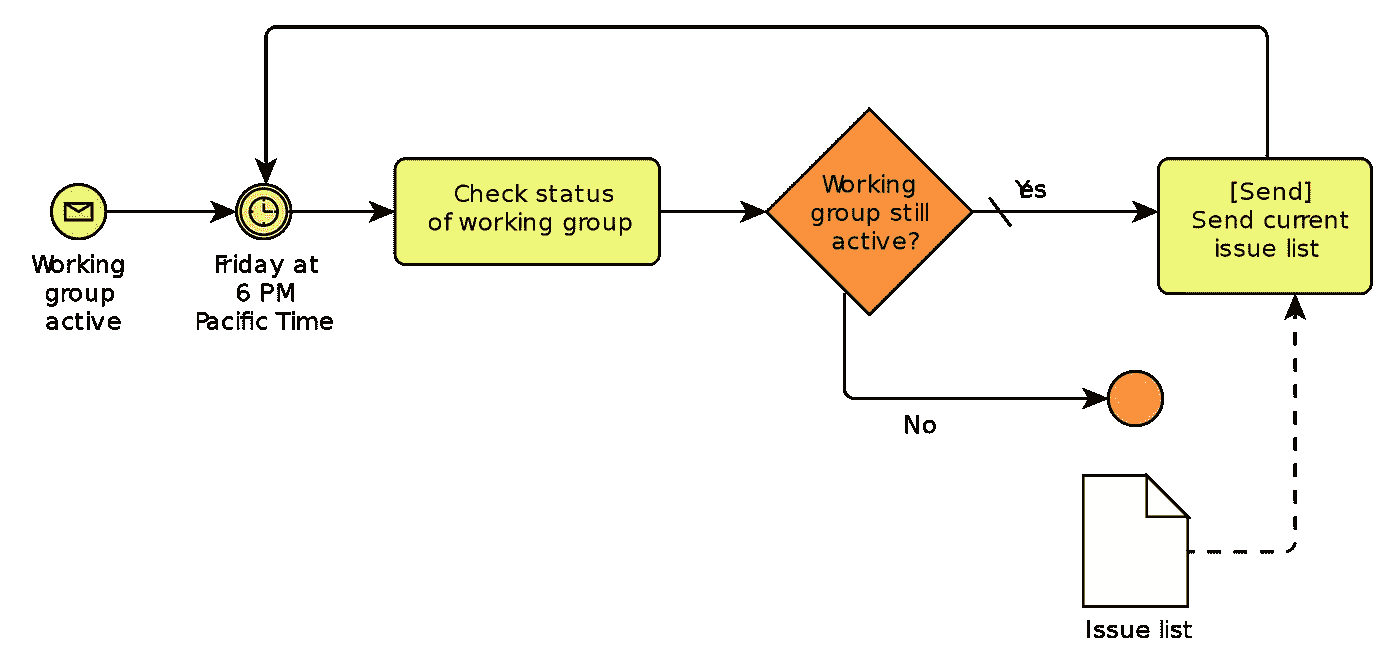 Working
group
active
Friday at
6 PM
Pacific Time
Check status
of working group
Working
group still
active?
Yes
[Send]
Send current
issue list
No
Issue list